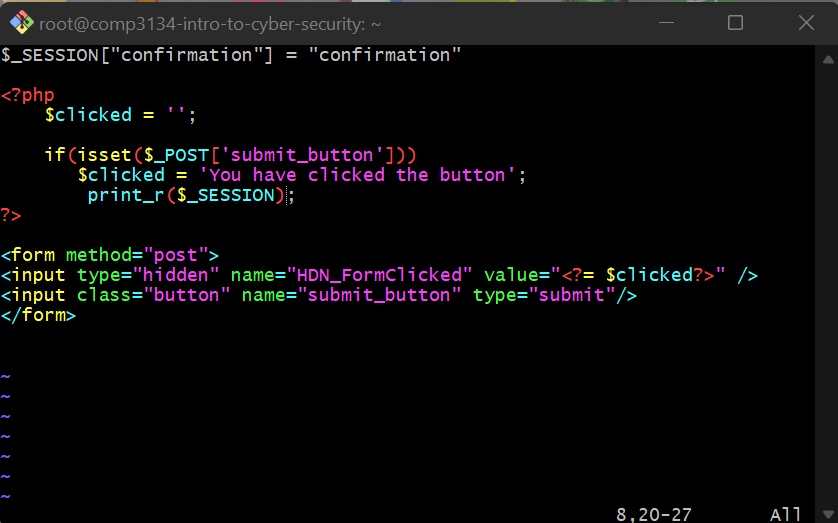 root@comp3134-intro-to-cyber-security: ~
$_SESSION["confirmation"] = "confirmation"
<?php
$clicked = '';
if(isset($_POST['submit_button']))
$clicked = 'You have clicked the button';
print_r($_SESSION);
?>
<form method="post">
<input type="hidden" name="HDN_FormClicked" value="<?= $clicked?>" />
<input class="button" name="submit_button" type="submit"/>
</form>
~
~
~
~
~
~
~
8,20-27 All